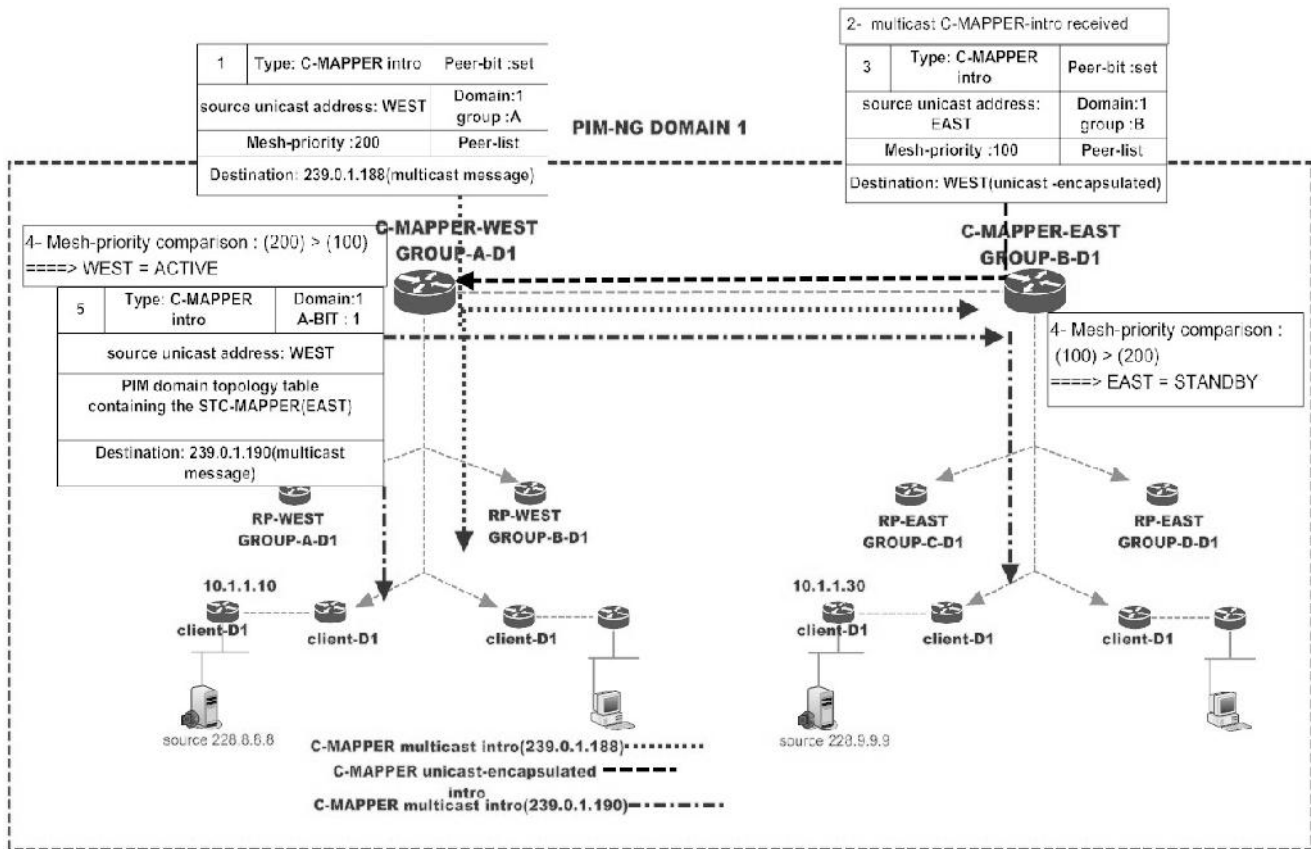 2- multicast C-MAPPER-intro received
1 Type: C-MAPPER intro Peer-bit :set
source unicast address: WEST Domain:1
group :A
Mesh-priority :200 Peer-list
Destination: 239.0.1.188(multicast message)
3 Type: C-MAPPER Peer-bit :set
intro
source unicast address: Domain:1
EAST group :B
Mesh-priority :100 Peer-list
Destination: WEST(unicast -encapsulated)
PIM-NG DOMAIN 1
C-MAPPER-WEST
GROUP-A-D1
C-MAPPER-EAST
GROUP-B-D1
4- Mesh-priority comparison : (200) > (100)
====> WEST = ACTIVE
5 Type: C-MAPPER Domain:1
intro A-BIT : 1
source unicast address: WEST
PIM domain topology table
containing the STC-MAPPER(EAST)
Destination: 239.0.1.190(multicast
message)
4- Mesh-priority comparison :
(100) > (200)
====> EAST = STANDBY
RP-WEST
GROUP-A-D1
RP-WEST
GROUP-B-D1
RP-EAST
GROUP-C-D1
RP-EAST
GROUP-D-D1
10.1.1.10
client-D1
client-D1
client-D1
10.1.1.30
client-D1
client-D1
client-D1
source 228.8.8.8
source 228.9.9.9
C-MAPPER multicast intro(239.0.1.188)
C-MAPPER unicast-encapsulated
intro
C-MAPPER multicast intro(239.0.1.190)